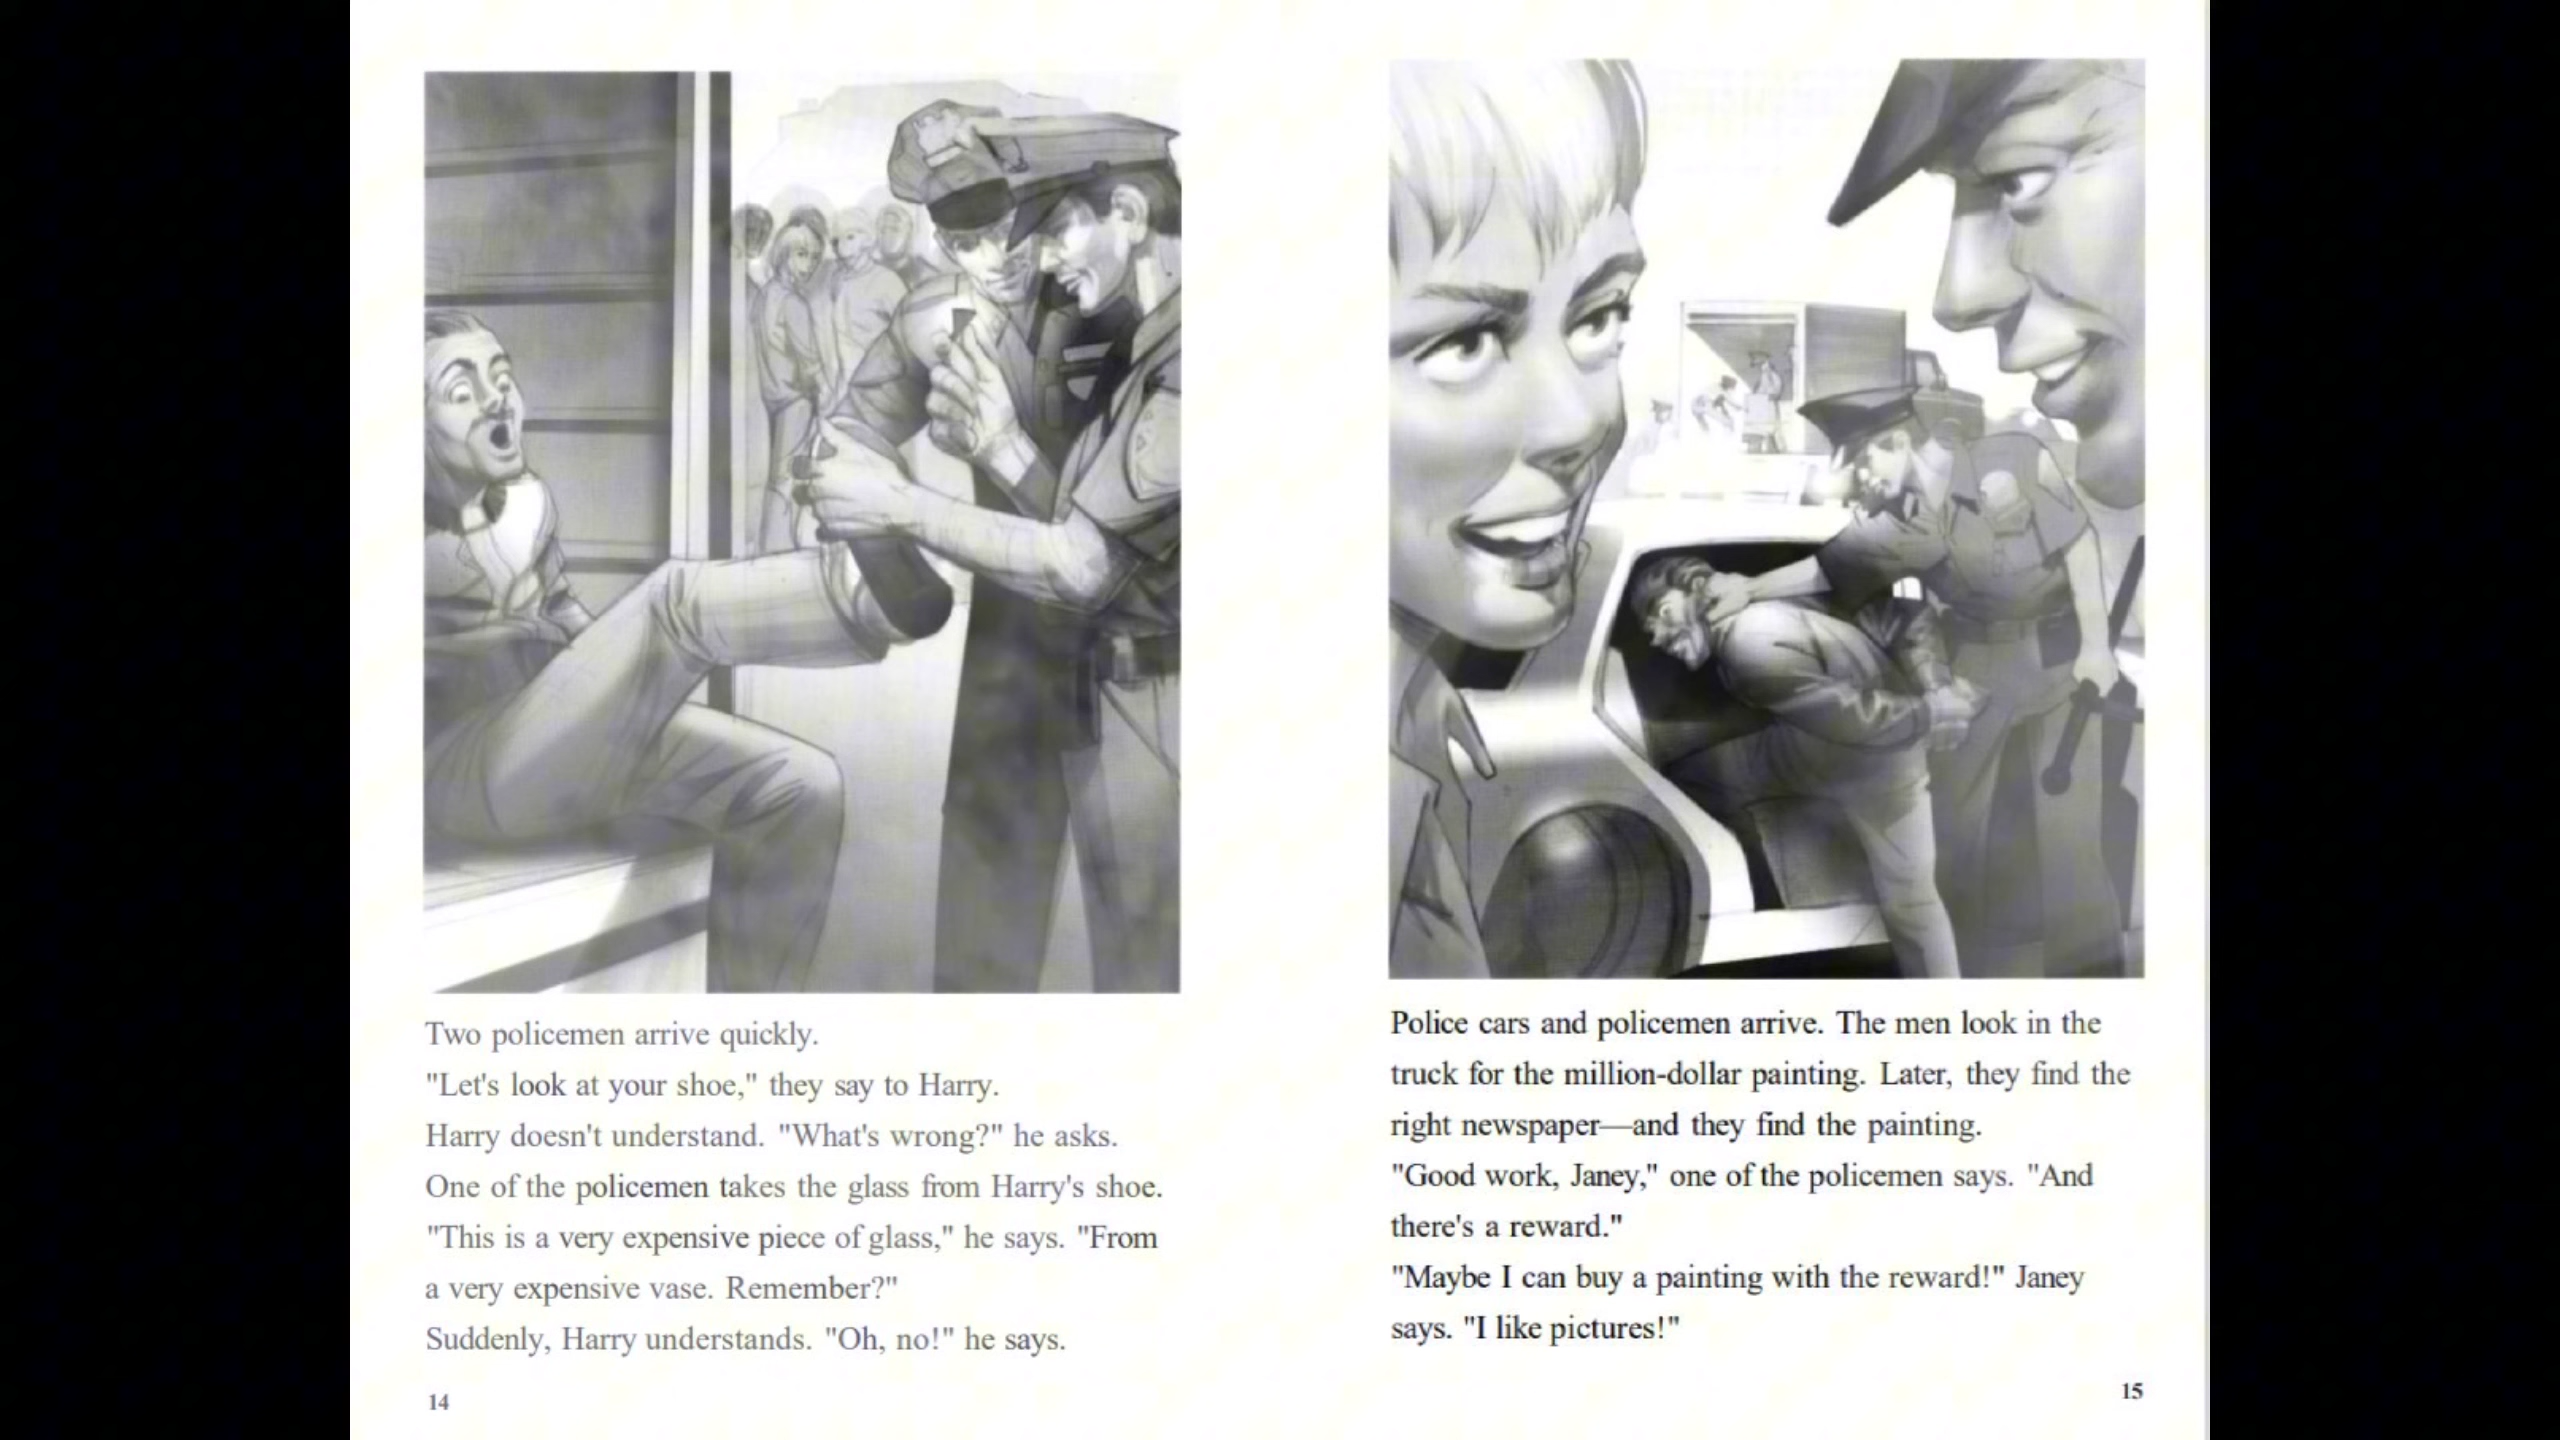 Two policemen arrive quickly.
"Let's look at your shoe," they say to Harry.
Harry doesn't understand. "What's wrong?" he asks.
One of the policemen takes the glass from Harry's shoe.
"This is a very expensive piece of glass," he says. "From
a very expensive vase. Remember?"
Suddenly, Harry understands. "Oh, no!" he says.
14
Police cars and policemen arrive. The men look in the
truck for the million-dollar painting. Later, they find the
right newspaper—and they find the painting.
"Good work, Janey," one of the policemen says. "And
there's a reward."
"Maybe I can buy a painting with the reward!" Janey
says. "I like pictures!"
15